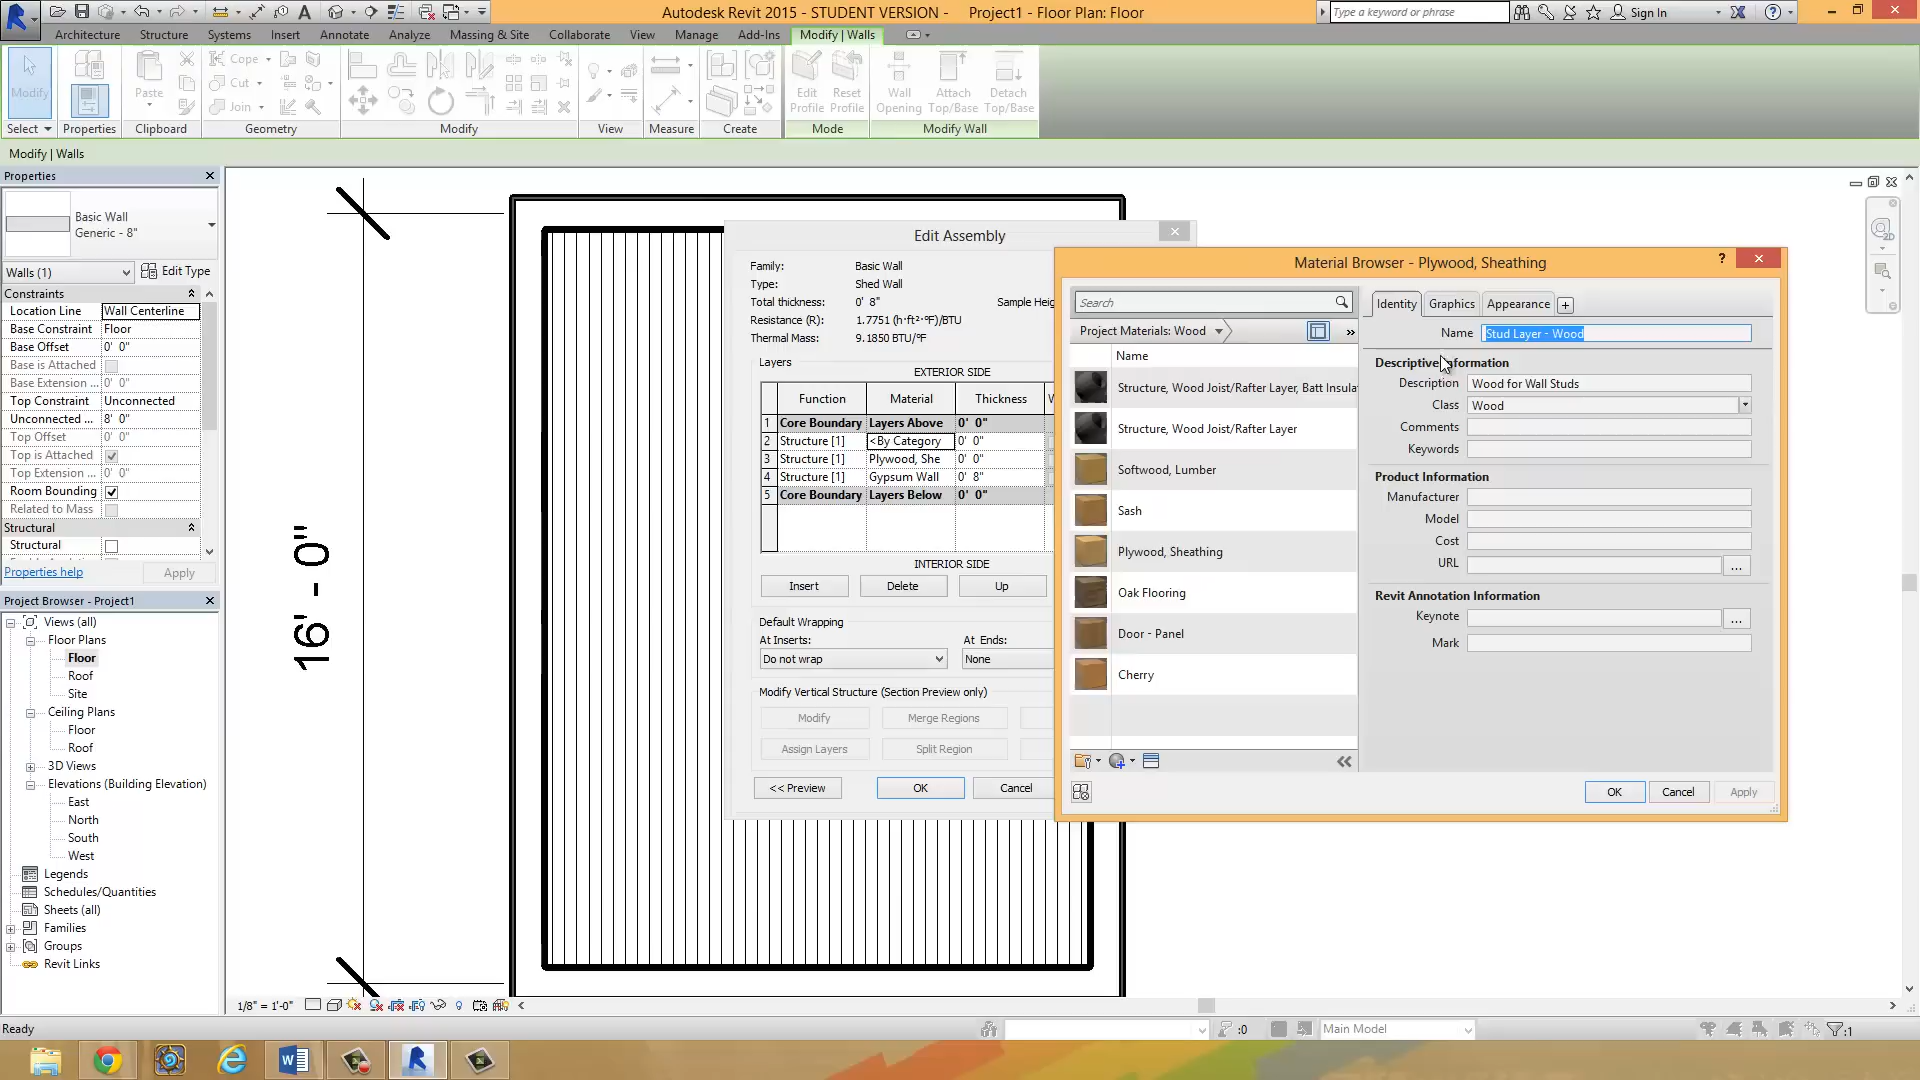 Autodesk Revit 2015 - STUDENT VERSION - Project1 - Floor Plan: Floor
Type a keyword or phrase
Sign In
Architecture Structure Systems Insert Annotate Analyze Massing & Site Collaborate View Manage Add-Ins Modify | Walls
Modify
Paste
Cope
Cut
Join
Edit Profile
Reset Profile
Wall Opening
Attach Top/Base
Detach Top/Base
Select Properties Clipboard Geometry Modify View Measure Create Mode Modify Wall
Modify | Walls
Properties
Basic Wall
Generic - 8"
Walls (1)
Edit Type
Constraints
Location Line Wall Centerline
Base Constraint Floor
Base Offset 0' 0"
Base is Attached
Base Extension ... 0' 0"
Top Constraint Unconnected
Unconnected ... 8' 0"
Top Offset 0' 0"
Top is Attached
Top Extension ... 0' 0"
Room Bounding
Related to Mass
Structural
Structural
Properties help
Apply
Project Browser - Project1
Views (all)
Floor Plans
Floor
Roof
Site
Ceiling Plans
Floor
Roof
3D Views
Elevations (Building Elevation)
East
North
South
West
Legends
Schedules/Quantities
Sheets (all)
Families
Groups
Revit Links
16' - 0"
Edit Assembly
Family: Basic Wall
Type: Shed Wall
Total thickness: 0' 8" Sample Heig
Resistance (R): 1.7751 (h·ft²·°F)/BTU
Thermal Mass: 9.1850 BTU/°F
Layers
EXTERIOR SIDE
Function Material Thickness W
1 Core Boundary Layers Above 0' 0"
2 Structure [1] <By Category 0' 0"
3 Structure [1] Plywood, She 0' 0"
4 Structure [1] Gypsum Wall 0' 8"
5 Core Boundary Layers Below 0' 0"
INTERIOR SIDE
Insert Delete Up
Default Wrapping
At Inserts: At Ends:
Do not wrap None
Modify Vertical Structure (Section Preview only)
Modify Merge Regions
Assign Layers Split Region
<< Preview OK Cancel
Material Browser - Plywood, Sheathing
?
Search
Project Materials: Wood
Name
Structure, Wood Joist/Rafter Layer, Batt Insula
Structure, Wood Joist/Rafter Layer
Softwood, Lumber
Sash
Plywood, Sheathing
Oak Flooring
Door - Panel
Cherry
Identity Graphics Appearance
Name Stud Layer - Wood
Descriptive Information
Description Wood for Wall Studs
Class Wood
Comments
Keywords
Product Information
Manufacturer
Model
Cost
URL ...
Revit Annotation Information
Keynote ...
Mark
OK Cancel Apply
1/8" = 1'-0"
Ready
:0
Main Model
:1